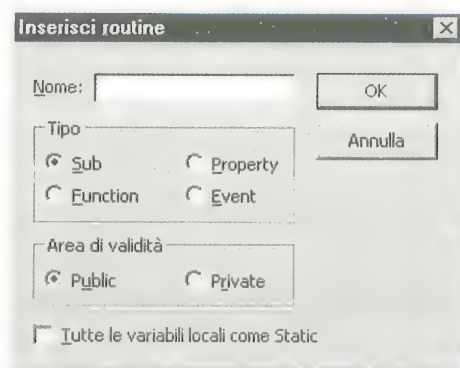 Inserisci routine
Nome:
OK
Annulla
Tipo
Sub
Property
Function
Event
Area di validità
Public
Private
Tutte le variabili locali come Static